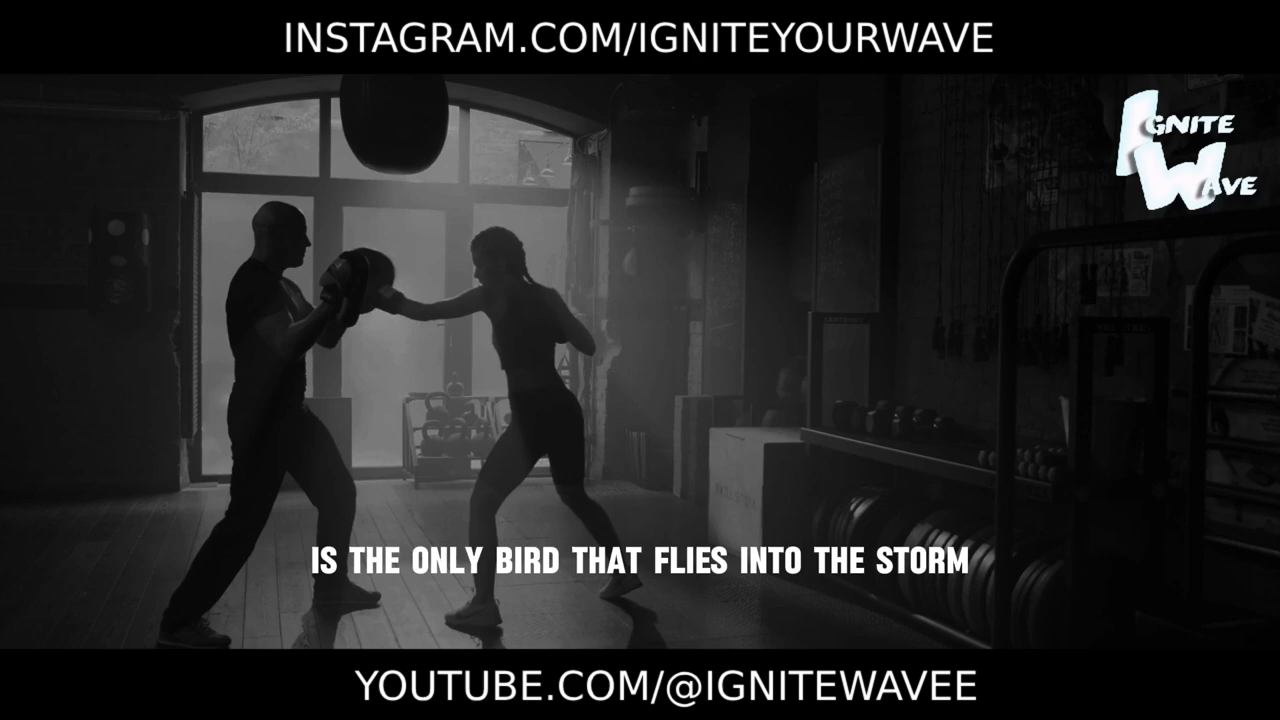 INSTAGRAM.COM/IGNITEYOURWAVE
IGNITE
WAVE
IS THE ONLY BIRD THAT FLIES INTO THE STORM
YOUTUBE.COM/@IGNITEWAVEE